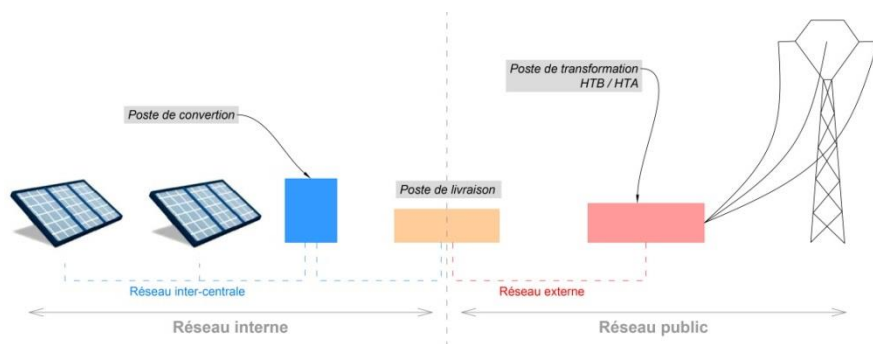 Poste de transformation
HTB / HTA
Poste de convertion
Poste de livraison
Réseau inter-centrale
Réseau externe
Réseau interne
Réseau public